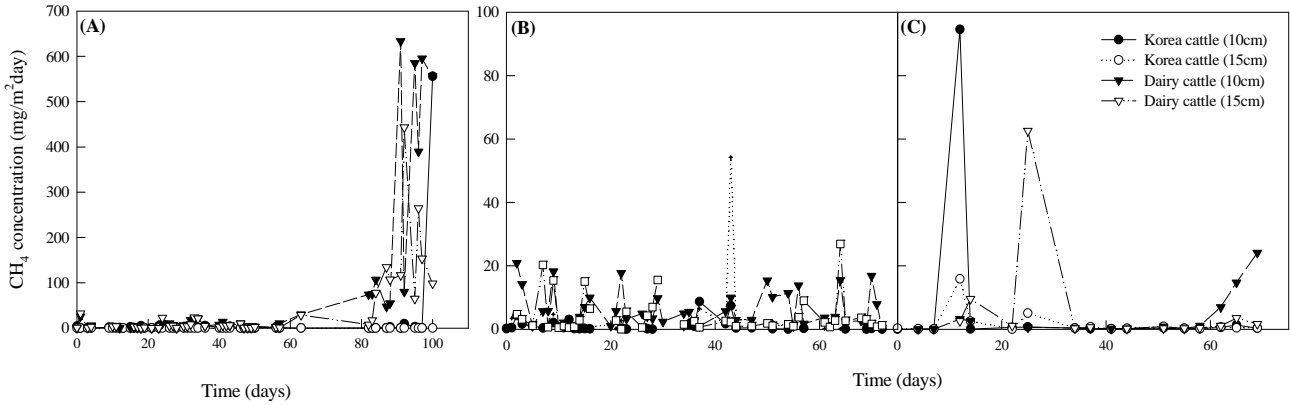 (A)
(B)
(C)
700
600
500
400
300
200
100
0
CH4 concentration (mg/m2day)
0 20 40 60 80 100
Time (days)
100
80
60
40
20
0
0 20 40 60
0 20 40 60
Time (days)
Korea cattle (10cm)
Korea cattle (15cm)
Dairy cattle (10cm)
Dairy cattle (15cm)